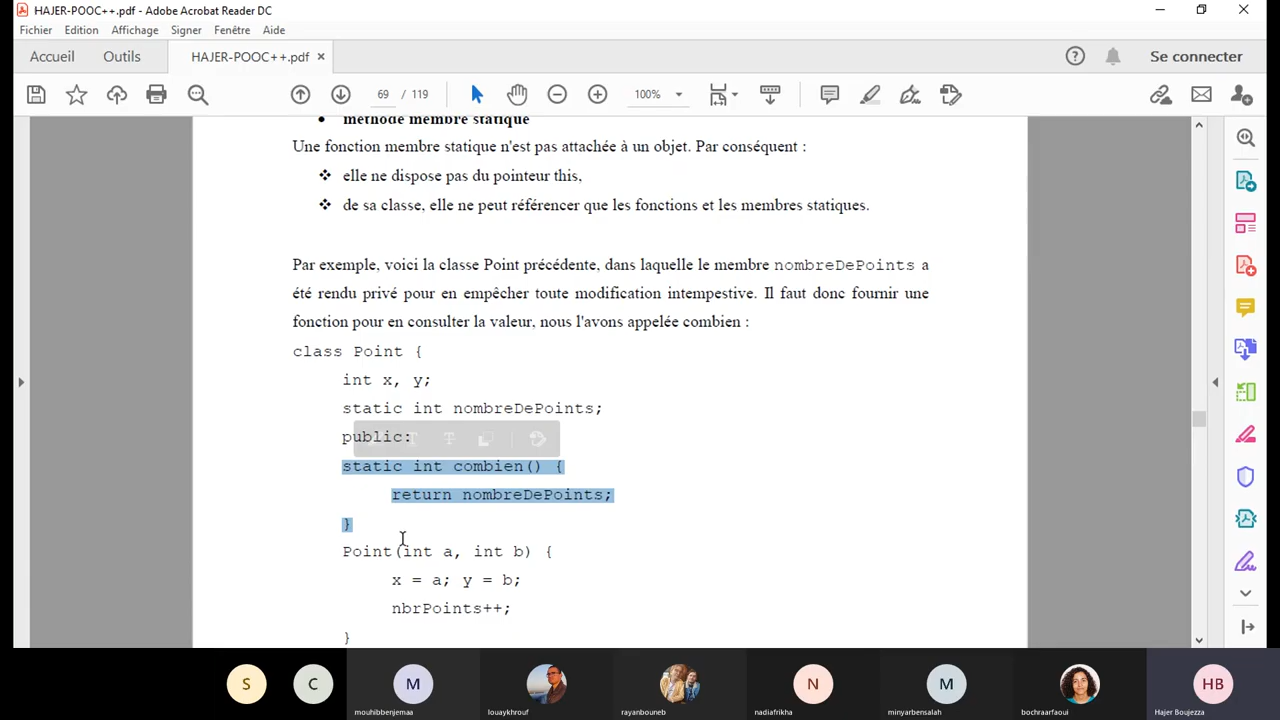 HAJER-POOC++.pdf - Adobe Acrobat Reader DC
Fichier Edition Affichage Signer Fenêtre Aide
Accueil Outils HAJER-POOC++.pdf × Se connecter
69 / 119 100%
• méthode membre statique
Une fonction membre statique n'est pas attachée à un objet. Par conséquent :
❖ elle ne dispose pas du pointeur this,
❖ de sa classe, elle ne peut référencer que les fonctions et les membres statiques.
Par exemple, voici la classe Point précédente, dans laquelle le membre nombreDePoints a
été rendu privé pour en empêcher toute modification intempestive. Il faut donc fournir une
fonction pour en consulter la valeur, nous l'avons appelée combien :
class Point {
int x, y;
static int nombreDePoints;
public:
static int combien() {
return nombreDePoints;
}
Point(int a, int b) {
x = a; y = b;
nbrPoints++;
}
S C M N M HB
mouhibbenjemaa louaykhrouf rayanbouneb nadiafrikha minyarbensalah bochraarfaoui Hajer Boujezza